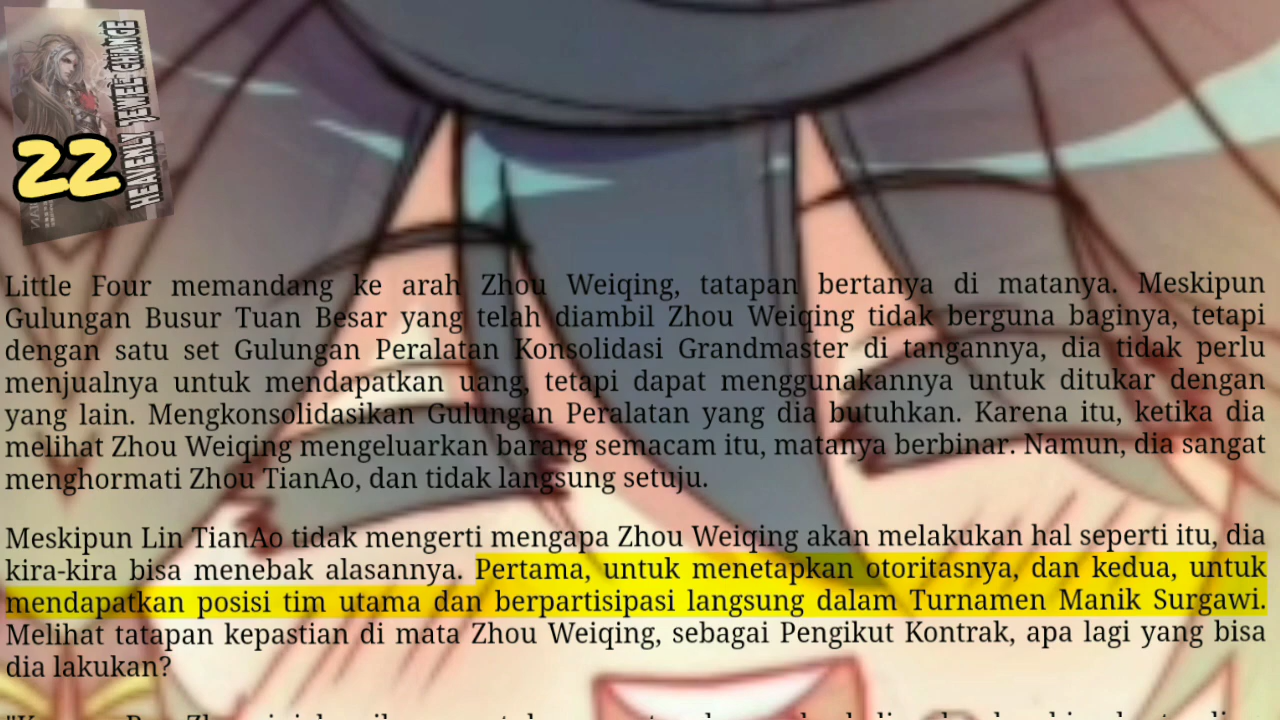 HEAVENLY JEWEL CHANGE
22
Little Four memandang ke arah Zhou Weiqing, tatapan bertanya di matanya. Meskipun
Gulungan Busur Tuan Besar yang telah diambil Zhou Weiqing tidak berguna baginya, tetapi
dengan satu set Gulungan Peralatan Konsolidasi Grandmaster di tangannya, dia tidak perlu
menjualnya untuk mendapatkan uang, tetapi dapat menggunakannya untuk ditukar dengan
yang lain. Mengkonsolidasikan Gulungan Peralatan yang dia butuhkan. Karena itu, ketika dia
melihat Zhou Weiqing mengeluarkan barang semacam itu, matanya berbinar. Namun, dia sangat
menghormati Zhou TianAo, dan tidak langsung setuju.
Meskipun Lin TianAo tidak mengerti mengapa Zhou Weiqing akan melakukan hal seperti itu, dia
kira-kira bisa menebak alasannya. Pertama, untuk menetapkan otoritasnya, dan kedua, untuk
mendapatkan posisi tim utama dan berpartisipasi langsung dalam Turnamen Manik Surgawi.
Melihat tatapan kepastian di mata Zhou Weiqing, sebagai Pengikut Kontrak, apa lagi yang bisa
dia lakukan?